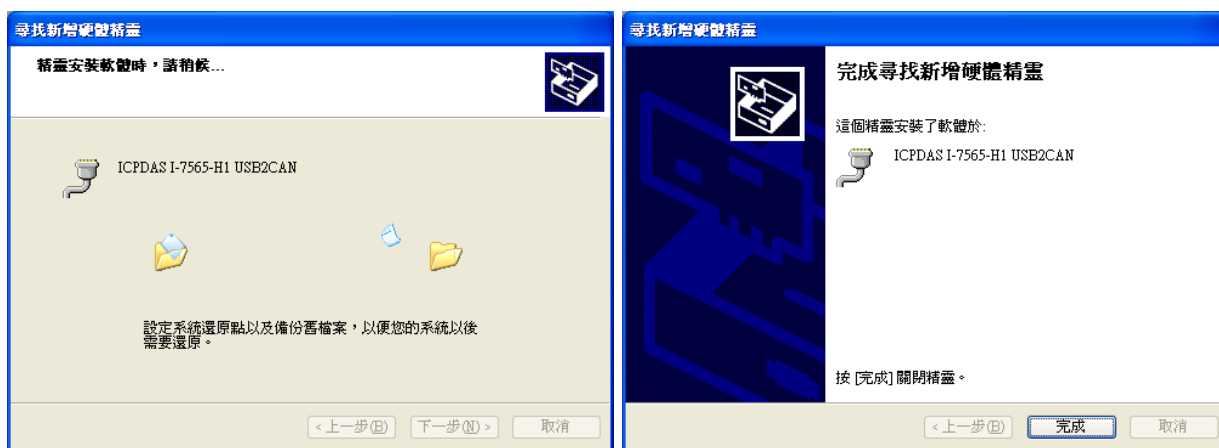 尋找新增硬體精靈
精靈安裝軟體時，請稍候...
ICPDAS I-7565-H1 USB2CAN
設定系統還原點以及備份舊檔案，以便您的系統以後
需要還原。
<上一步(B)
下一步(N)>
取消
尋找新增硬體精靈
完成尋找新增硬體精靈
這個精靈安裝了軟體於:
ICPDAS I-7565-H1 USB2CAN
按 [完成] 關閉精靈。
<上一步(B)
完成
取消